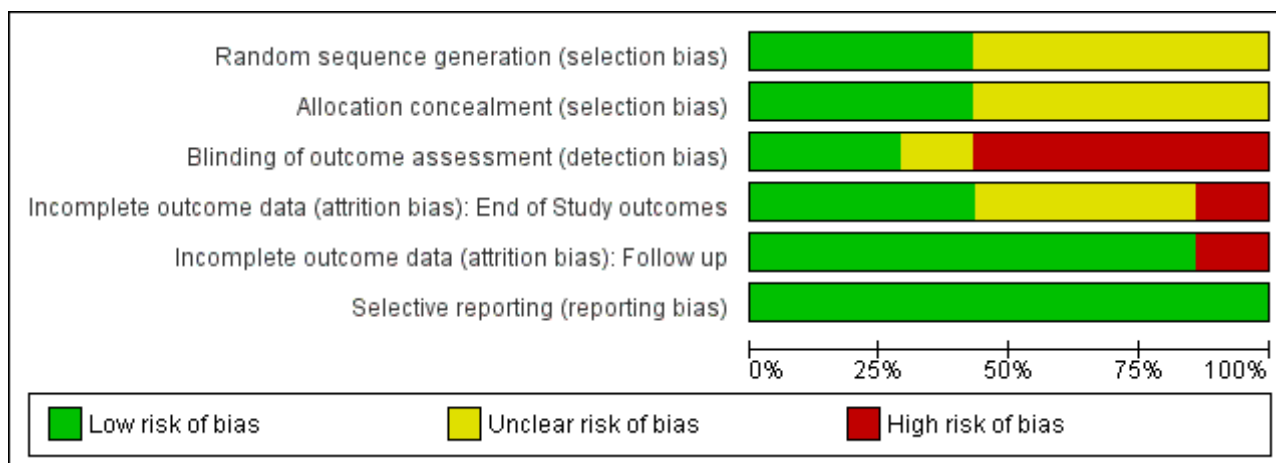 Random sequence generation (selection bias)
Allocation concealment (selection bias)
Blinding of outcome assessment (detection bias)
Incomplete outcome data (attrition bias): End of Study outcomes
Incomplete outcome data (attrition bias): Follow up
Selective reporting (reporting bias)
0% 25% 50% 75% 100%
Low risk of bias Unclear risk of bias High risk of bias